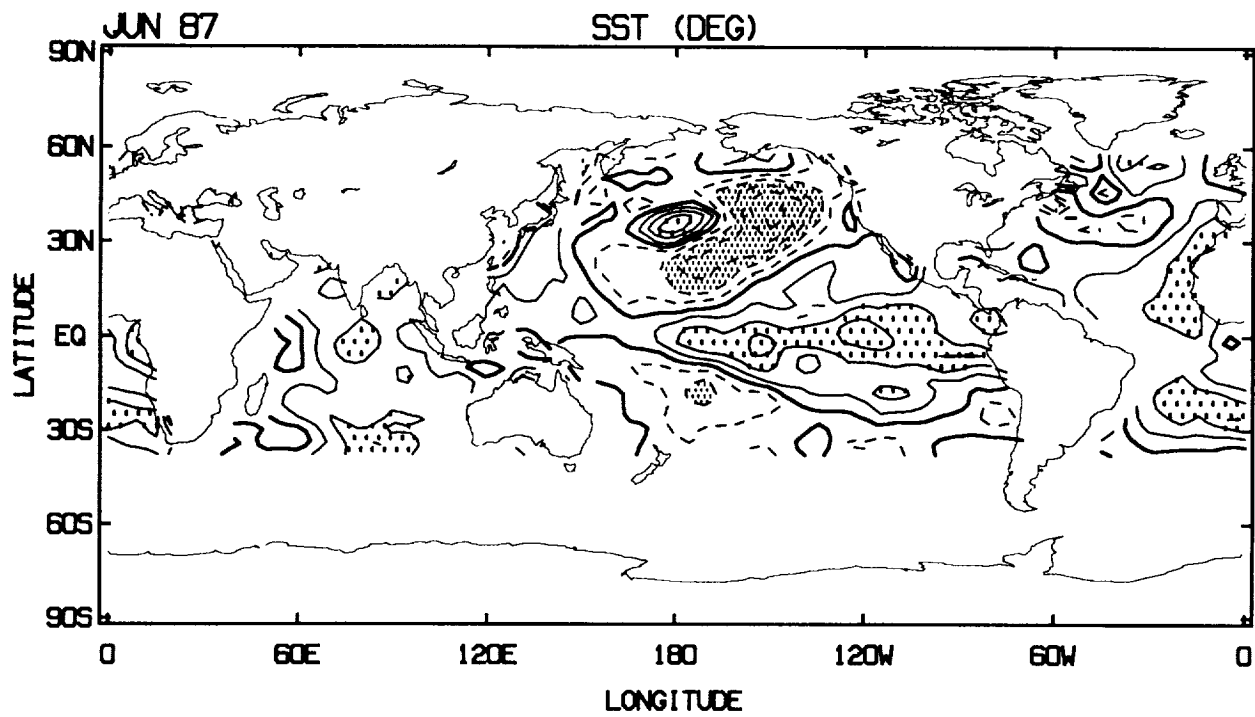 JUN 87 SST (DEG)
90N
60N
30N
EQ
30S
60S
90S
LATITUDE
0 60E 120E 180 120W 60W 0
LONGITUDE